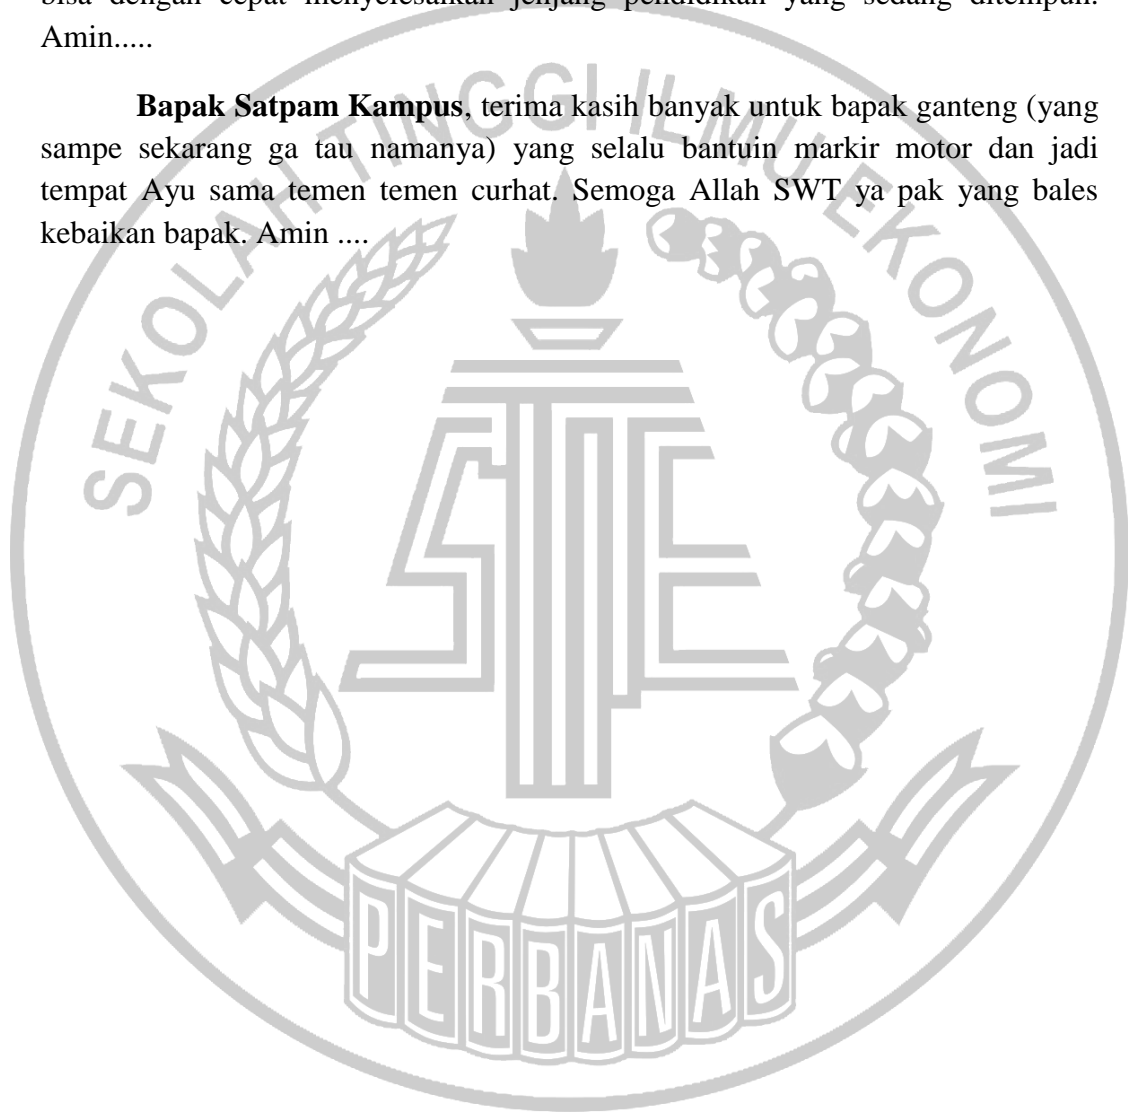 bisa dengan cepat menyelesaikan jenjang pendidikan yang sedang ditempuh.
Amin.....
Bapak Satpam Kampus, terima kasih banyak untuk bapak ganteng (yang
sampe sekarang ga tau namanya) yang selalu bantuin markir motor dan jadi
tempat Ayu sama temen temen curhat. Semoga Allah SWT ya pak yang bales
kebaikan bapak. Amin ....
SEKOLAH TINGGI ILMU EKONOMI
STIE
PERBANAS